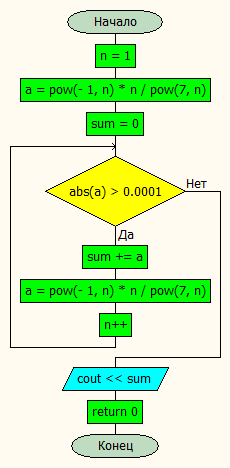 Начало
n = 1
a = pow(- 1, n) * n / pow(7, n)
sum = 0
abs(a) > 0.0001
Нет
Да
sum += a
a = pow(- 1, n) * n / pow(7, n)
n++
cout << sum
return 0
Конец